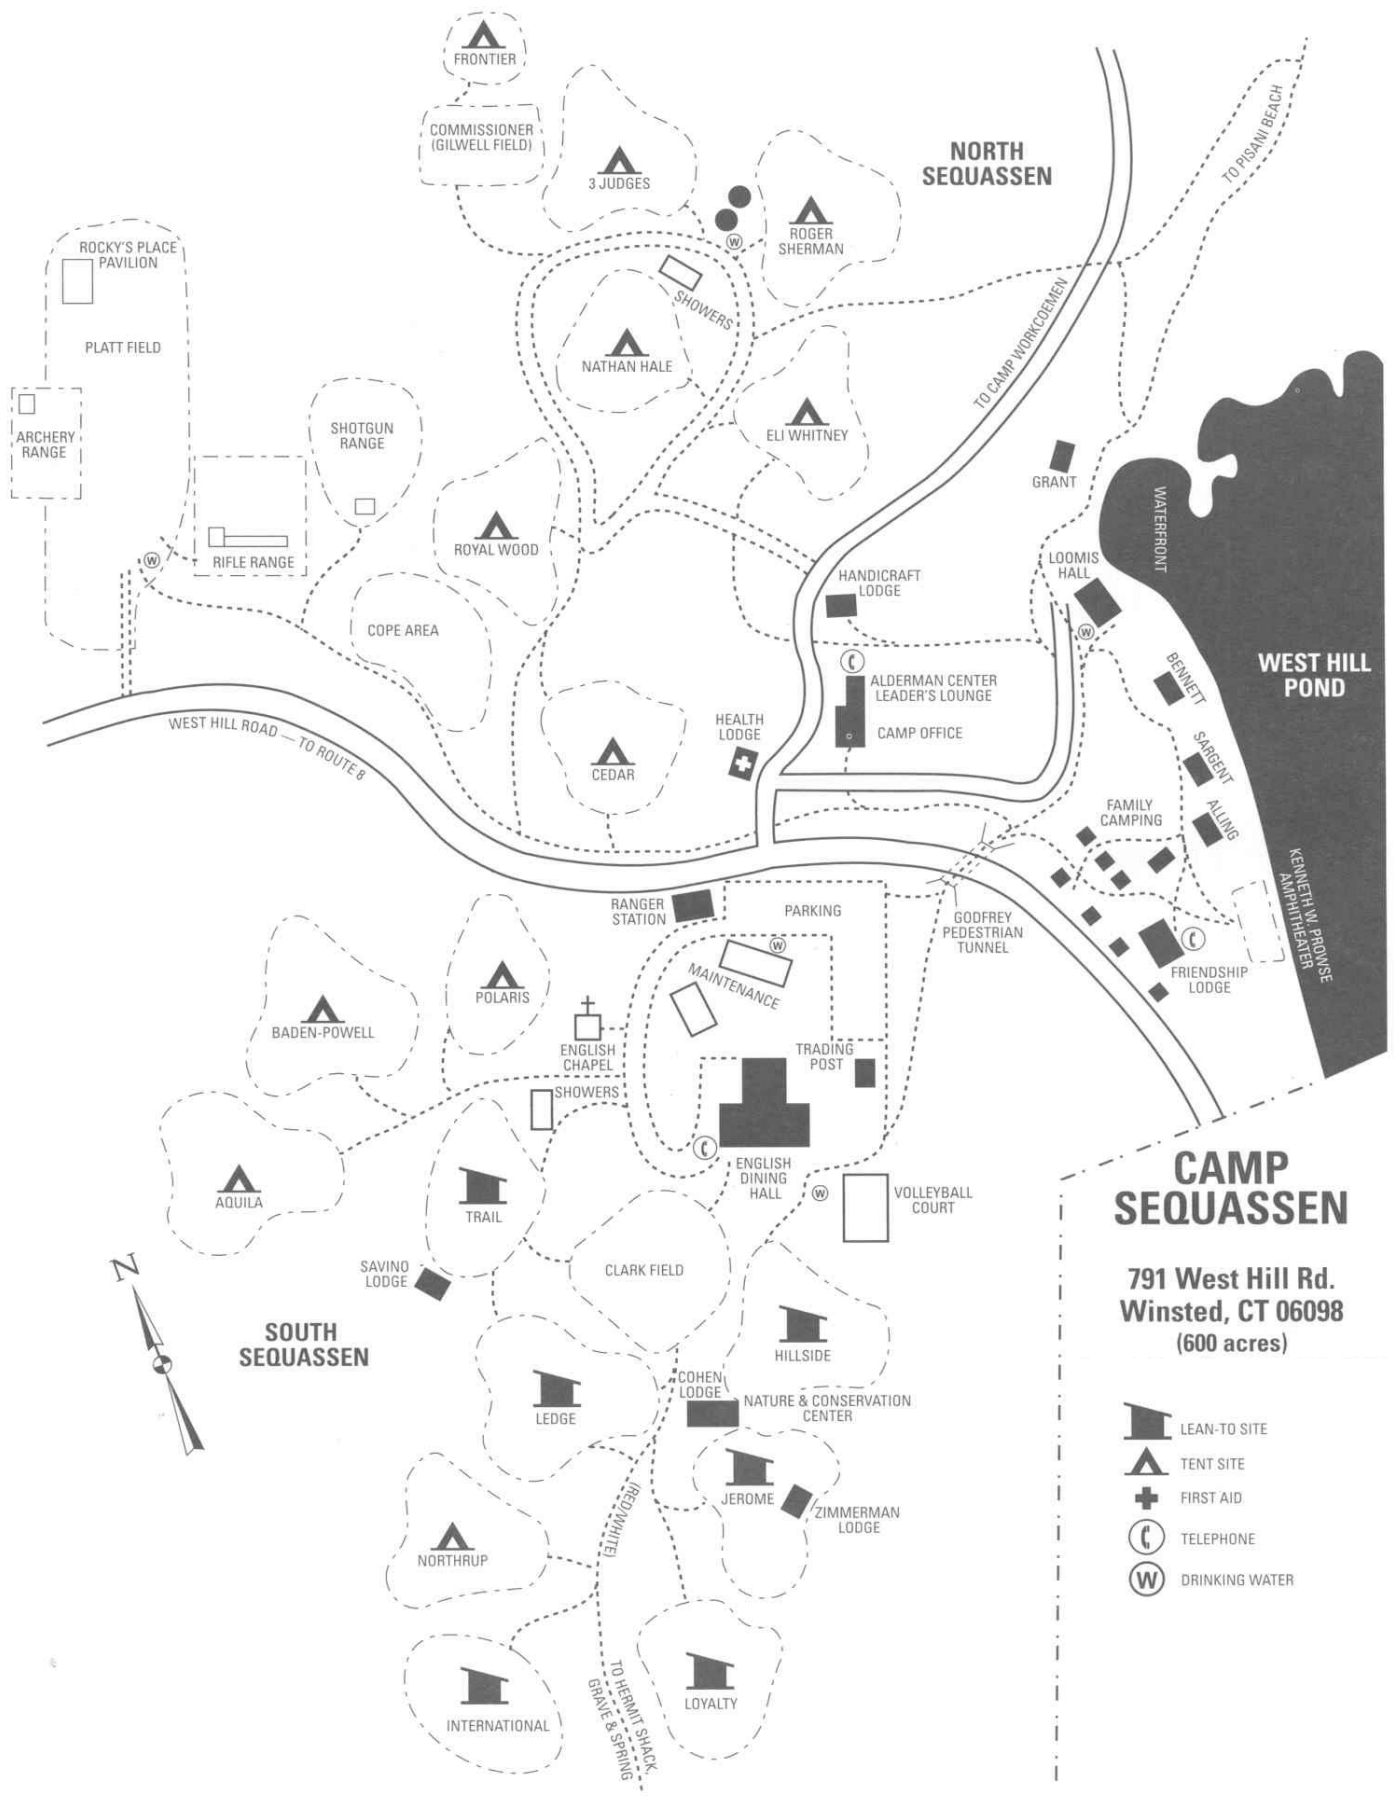 FRONTIER
COMMISSIONER
(GILWELL FIELD)
3 JUDGES
NORTH
SEQUASSEN
TO PISANI BEACH
W
ROGER
SHERMAN
ROCKY'S PLACE
PAVILION
PLATT FIELD
SHOWERS
NATHAN HALE
TO CAMP WORKCOEMEN
ARCHERY
RANGE
SHOTGUN
RANGE
ELI WHITNEY
GRANT
WATERFRONT
ROYAL WOOD
W
RIFLE RANGE
HANDICRAFT
LODGE
LOOMIS
HALL
W
COPE AREA
WEST HILL
POND
BENNETT
ALDERMAN CENTER
LEADER'S LOUNGE
CAMP OFFICE
HEALTH
LODGE
WEST HILL ROAD — TO ROUTE 8
CEDAR
SARGENT
ALLING
FAMILY
CAMPING
KENNETH W. PROWSE
AMPHITHEATER
RANGER
STATION
PARKING
GODFREY
PEDESTRIAN
TUNNEL
W
MAINTENANCE
FRIENDSHIP
LODGE
POLARIS
BADEN-POWELL
ENGLISH
CHAPEL
TRADING
POST
SHOWERS
ENGLISH
DINING
HALL
AQUILA
TRAIL
W
VOLLEYBALL
COURT
CAMP
SEQUASSEN
791 West Hill Rd.
Winsted, CT 06098
(600 acres)
N
SAVINO
LODGE
CLARK FIELD
SOUTH
SEQUASSEN
HILLSIDE
COHEN
LODGE
NATURE & CONSERVATION
CENTER
LEDGE
LEAN-TO SITE
TENT SITE
FIRST AID
TELEPHONE
W
DRINKING WATER
JEROME
ZIMMERMAN
LODGE
(RED/WHITE)
NORTHRUP
INTERNATIONAL
LOYALTY
TO HERMIT SHACK,
GRAVE & SPRING